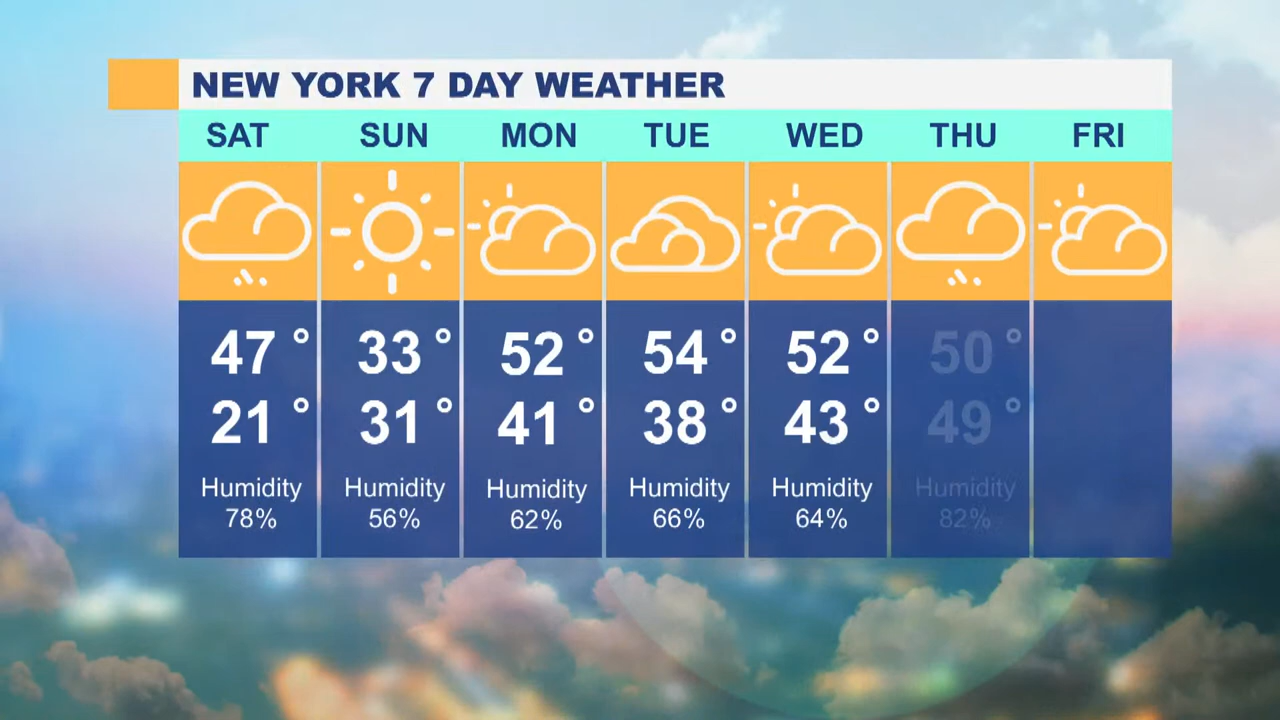 NEW YORK 7 DAY WEATHER
SAT SUN MON TUE WED THU FRI
47° 33° 52° 54° 52° 50°
21° 31° 41° 38° 43° 49°
Humidity Humidity Humidity Humidity Humidity Humidity
78% 56% 62% 66% 64% 82%